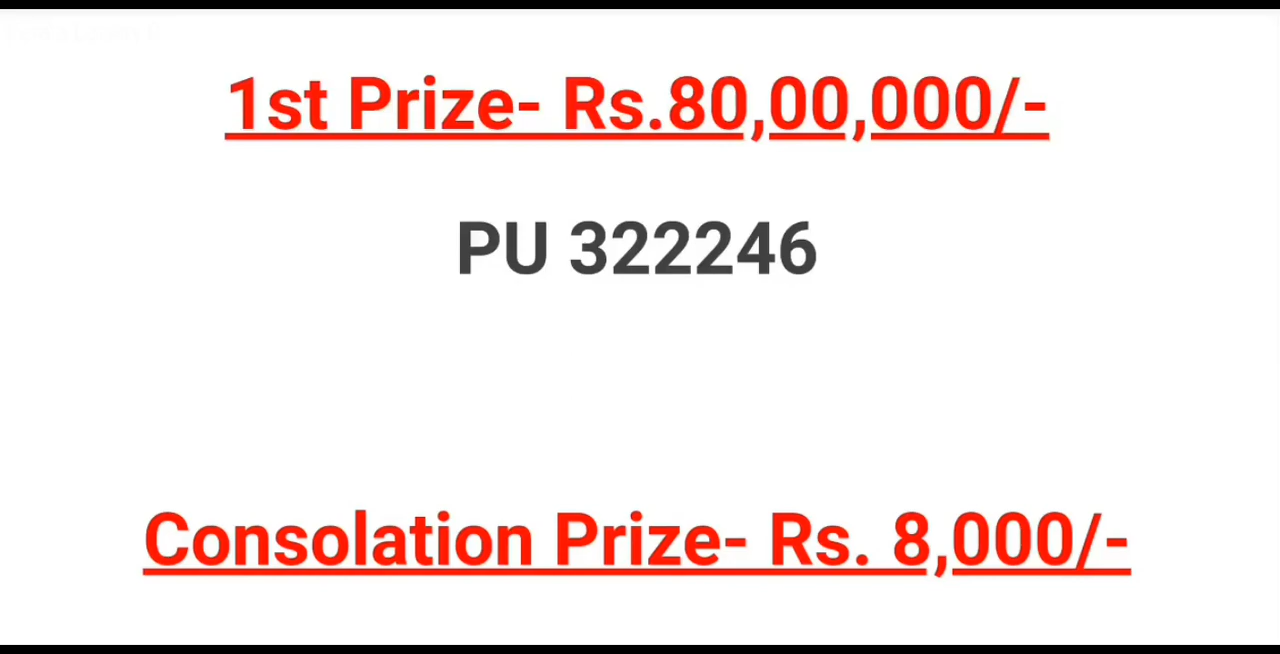 1st Prize- Rs.80,00,000/-
PU 322246
Consolation Prize- Rs. 8,000/-